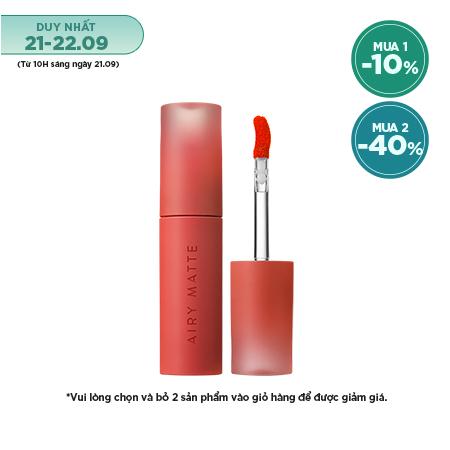 DUY NHẤT
21-22.09
(Từ 10H sáng ngày 21.09)
MUA 1
-10%
MUA 2
-40%
AIRY MATTE
*Vui lòng chọn và bỏ 2 sản phẩm vào giỏ hàng để được giảm giá.